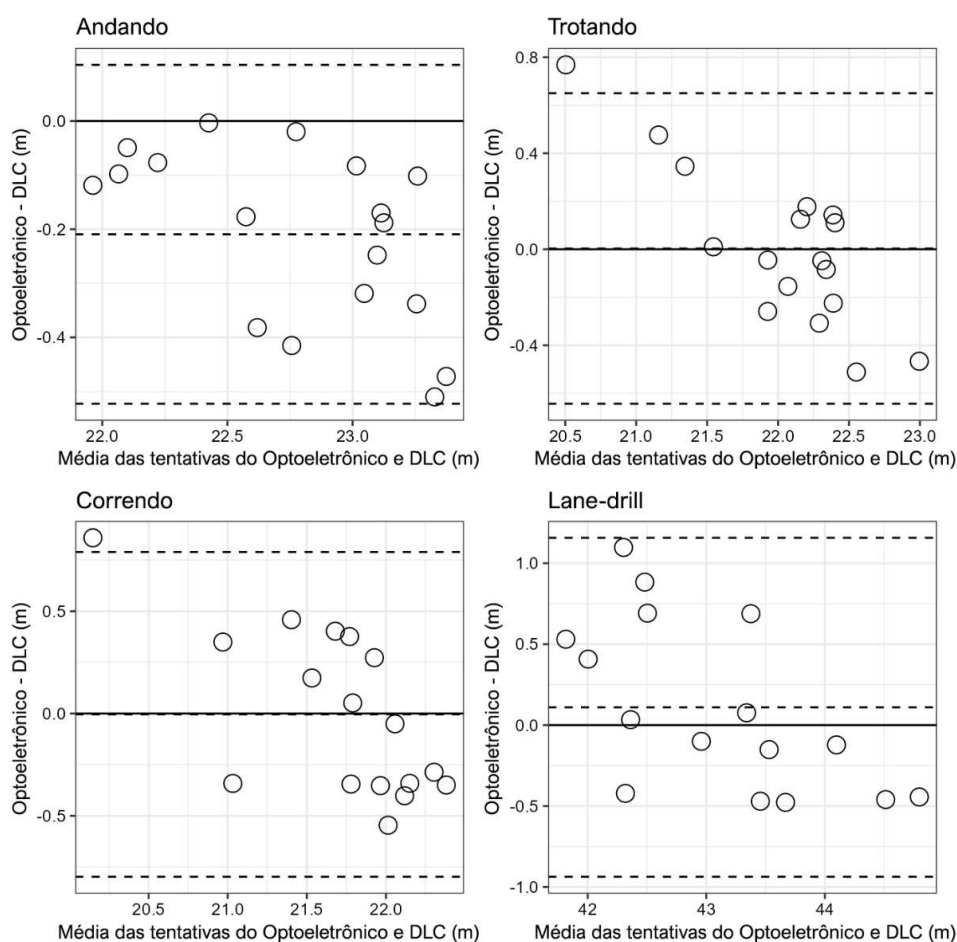 Andando
Optoeletrônico - DLC (m)
0.0
-0.2
-0.4
22.0 22.5 23.0
Média das tentativas do Optoeletrônico e DLC (m)
Trotando
Optoeletrônico - DLC (m)
0.8
0.4
0.0
-0.4
20.5 21.0 21.5 22.0 22.5 23.0
Média das tentativas do Optoeletrônico e DLC (m)
Correndo
Optoeletrônico - DLC (m)
0.5
0.0
-0.5
20.5 21.0 21.5 22.0
Média das tentativas do Optoeletrônico e DLC (m)
Lane-drill
Optoeletrônico - DLC (m)
1.0
0.5
0.0
-0.5
-1.0
42 43 44
Média das tentativas do Optoeletrônico e DLC (m)